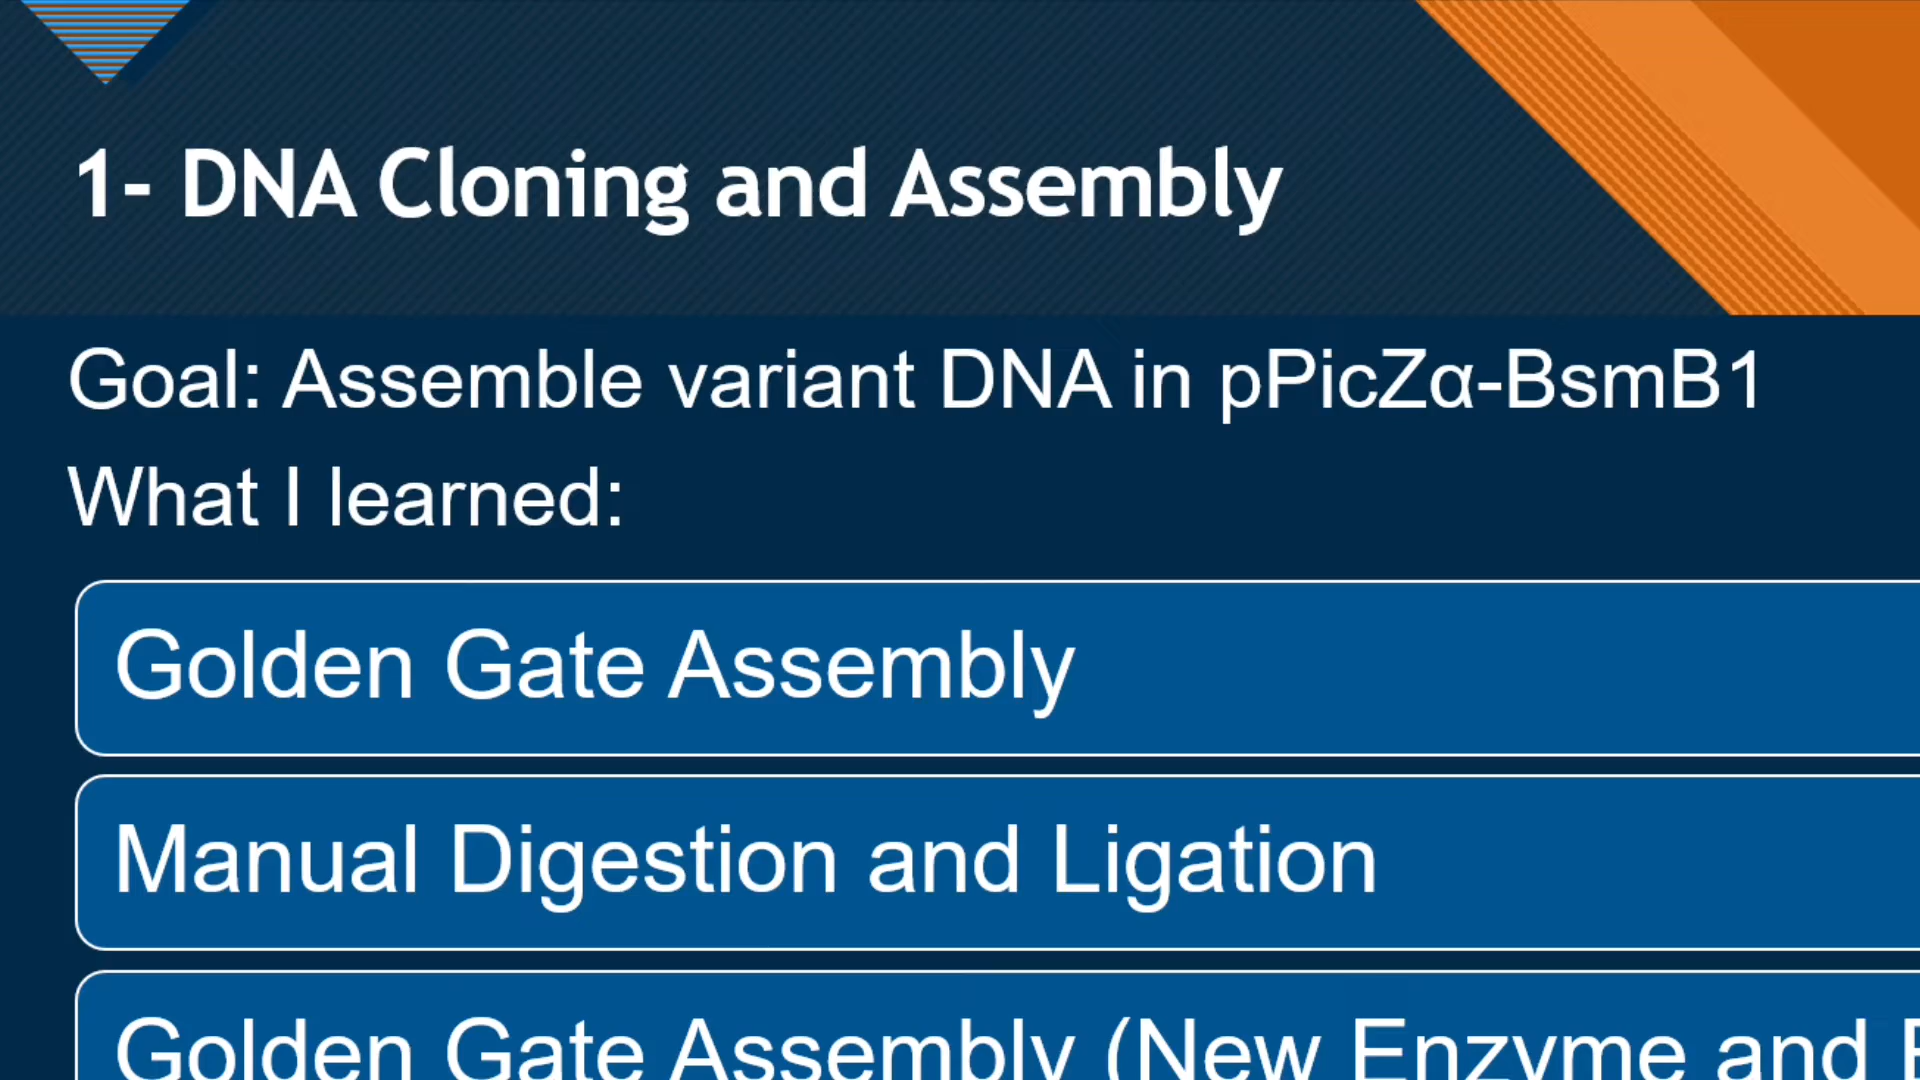 1- DNA Cloning and Assembly
Goal: Assemble variant DNA in pPicZα-BsmB1
What I learned:
Golden Gate Assembly
Manual Digestion and Ligation
Golden Gate Assembly (New Enzyme and